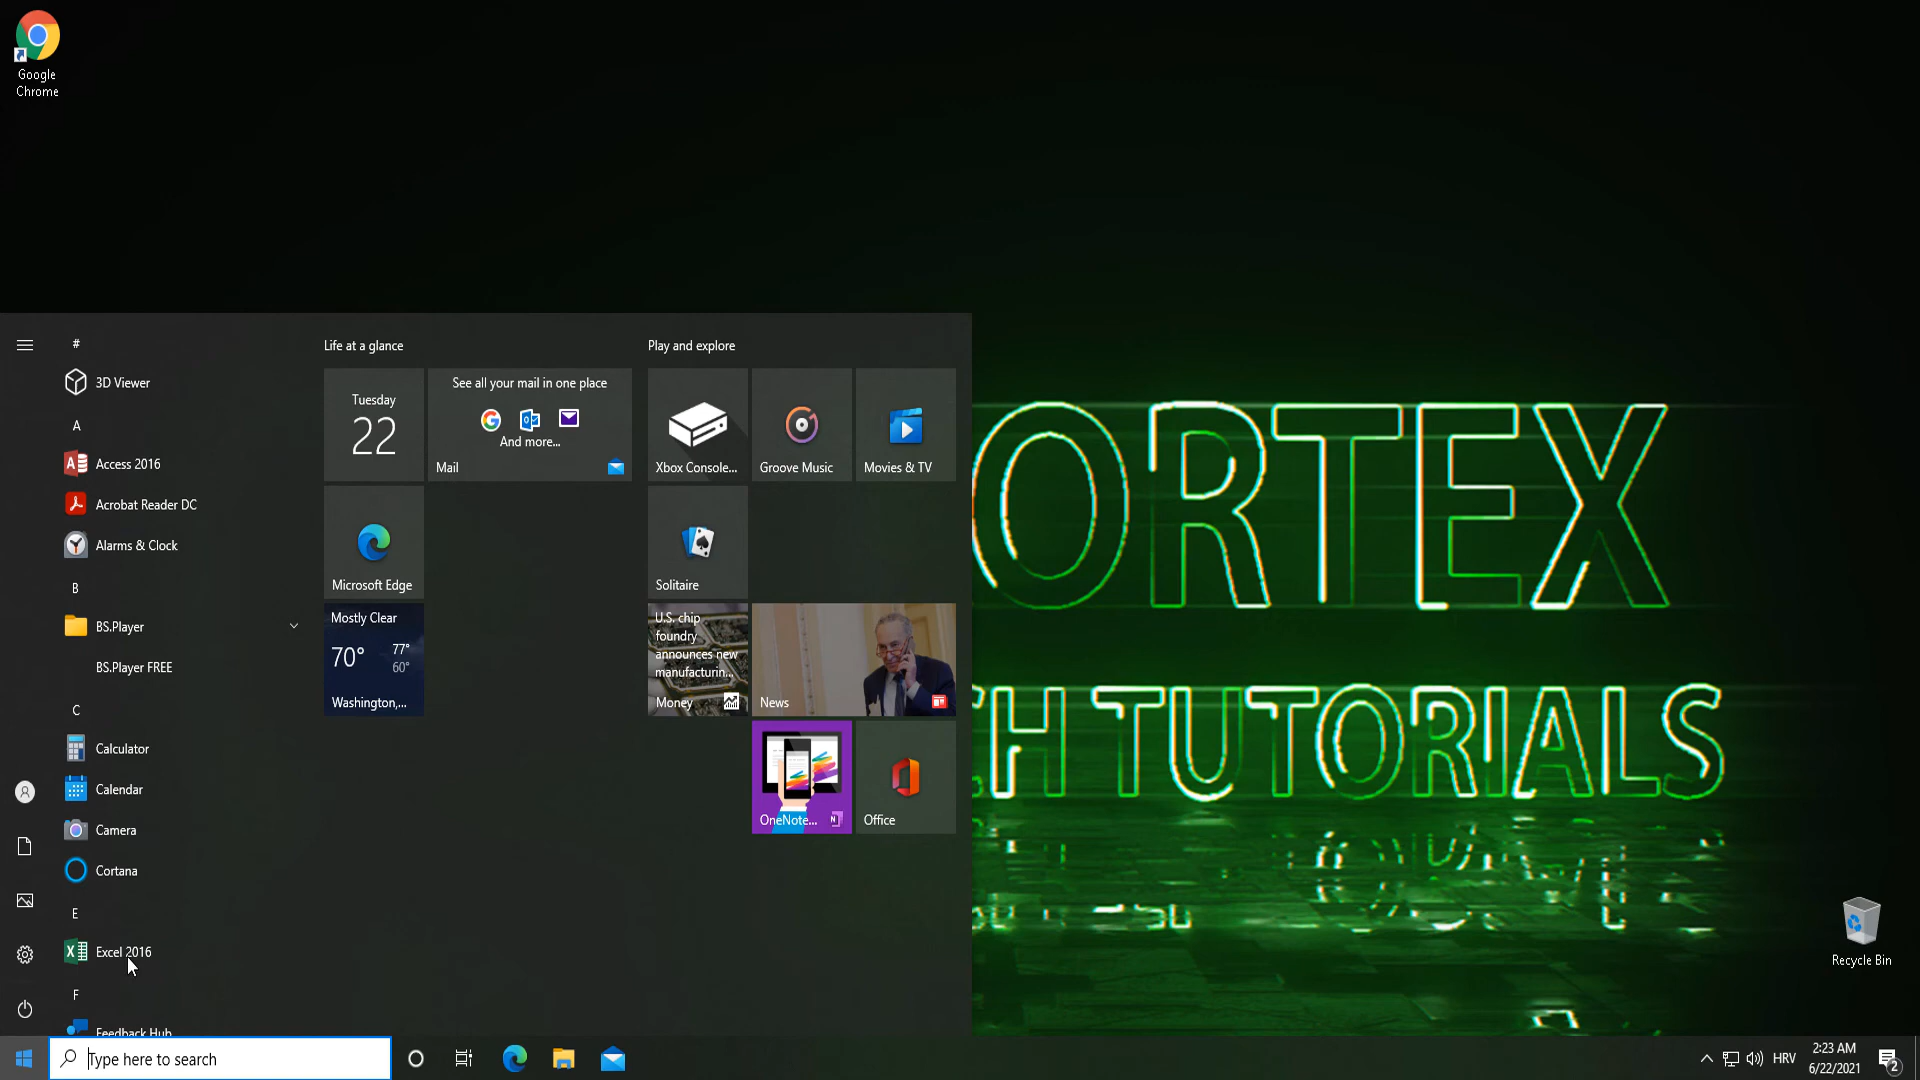 Google
Chrome
#
3D Viewer
A
Access 2016
Acrobat Reader DC
Alarms & Clock
B
BS.Player
BS.Player FREE
C
Calculator
Calendar
Camera
Cortana
E
Excel 2016
F
Feedback Hub
Life at a glance
Tuesday
22
See all your mail in one place
And more...
Mail
Microsoft Edge
Mostly Clear
70°
77°
60°
Washington,...
Play and explore
Xbox Console...
Groove Music
Movies & TV
Solitaire
U.S. chip
foundry
announces new
manufacturin...
Money
News
OneNote...
Office
ORTEX
CH TUTORIALS
Recycle Bin
Type here to search
HRV
2:23 AM
6/22/2021
2